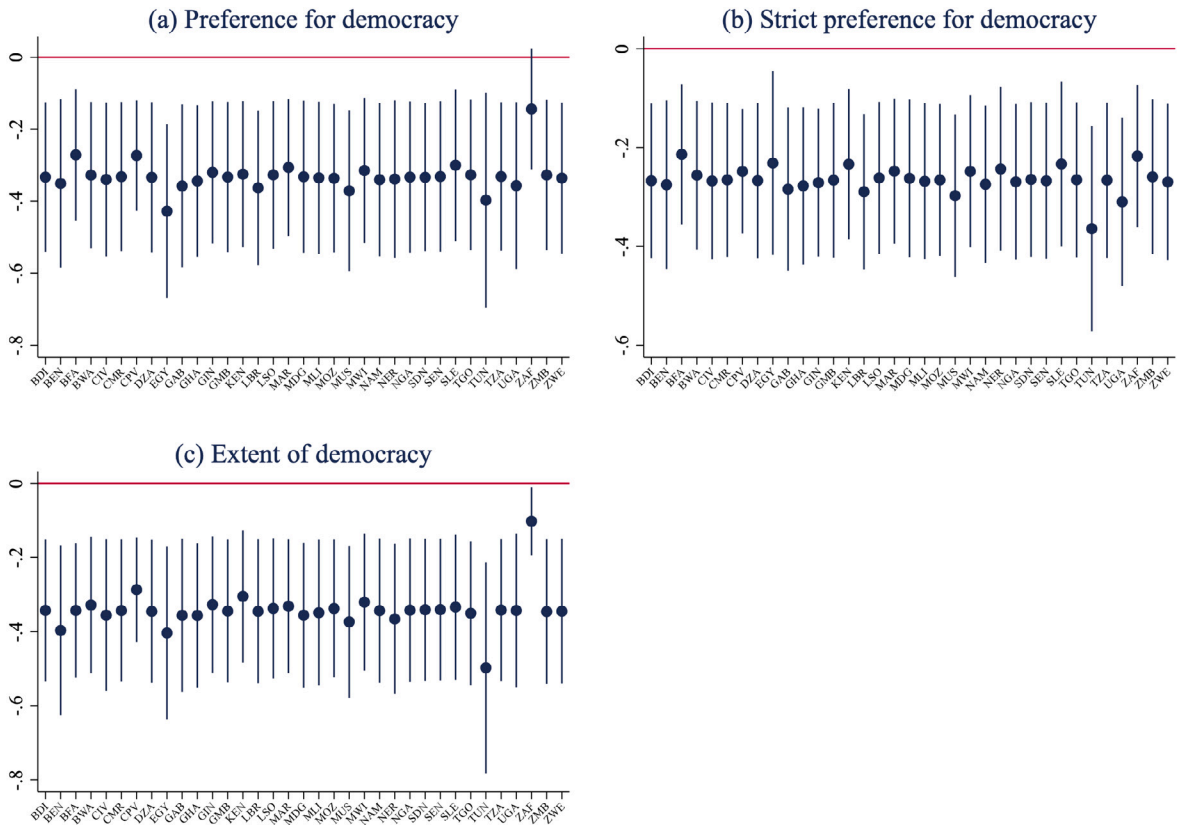 (a) Preference for democracy
0
-.2
-.4
-.6
-.8
BDI BEN BFA BWA CIV CMR CPV DZA EGY GAB GHA GIN GMB KEN LBR LSO MAR MDG MLI MOZ MUS MWI NAM NER NGA SDN SEN SLE TGO TUN TZA UGA ZAF ZMB ZWE
(b) Strict preference for democracy
0
-.2
-.4
-.6
BDI BEN BFA BWA CIV CMR CPV DZA EGY GAB GHA GIN GMB KEN LBR LSO MAR MDG MLI MOZ MUS MWI NAM NER NGA SDN SEN SLE TGO TUN TZA UGA ZAF ZMB ZWE
(c) Extent of democracy
0
-.2
-.4
-.6
-.8
BDI BEN BFA BWA CIV CMR CPV DZA EGY GAB GHA GIN GMB KEN LBR LSO MAR MDG MLI MOZ MUS MWI NAM NER NGA SDN SEN SLE TGO TUN TZA UGA ZAF ZMB ZWE